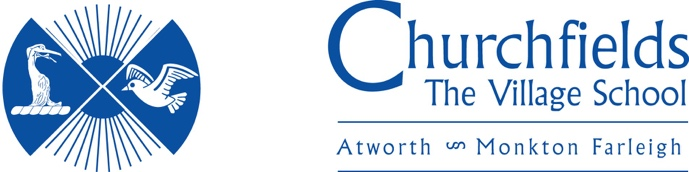 Churchfields
The Village School
Atworth ∽ Monkton Farleigh